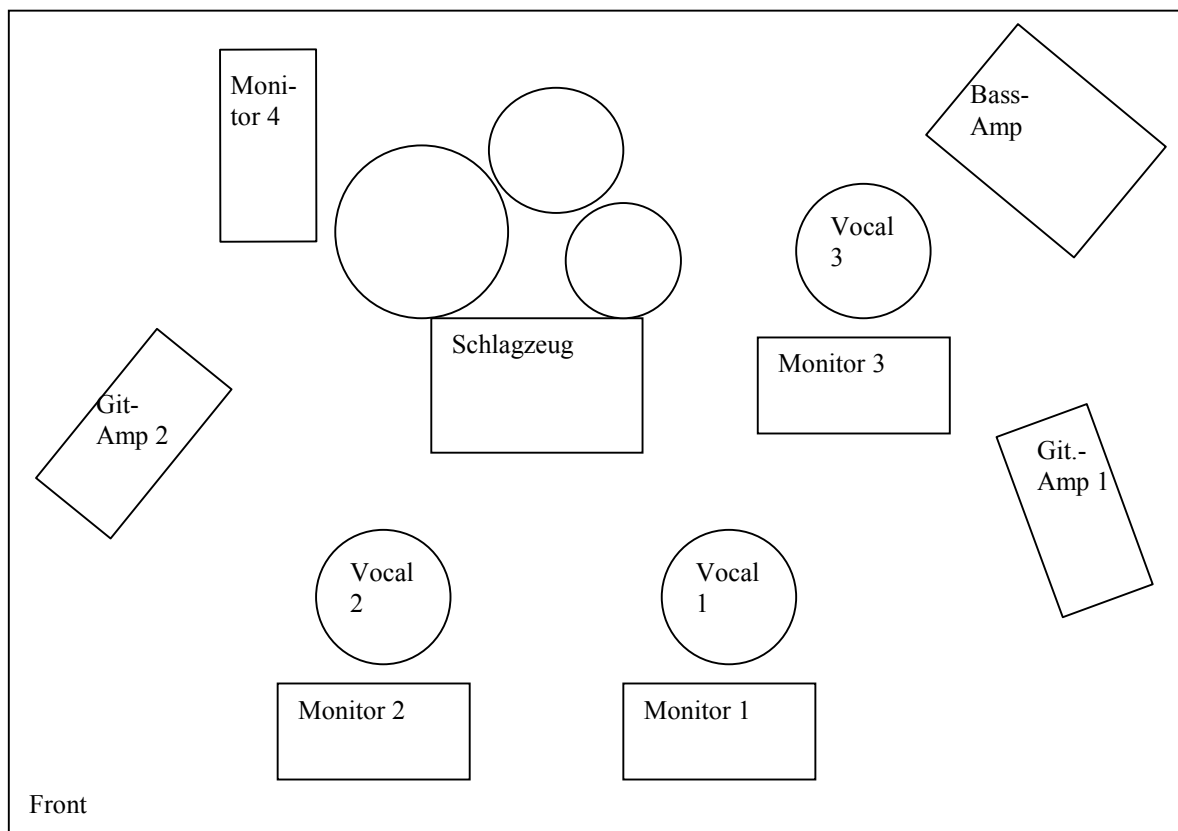 Moni-
tor 4
Bass-
Amp
Vocal
3
Schlagzeug
Monitor 3
Git-
Amp 2
Git.-
Amp 1
Vocal
2
Vocal
1
Monitor 2
Monitor 1
Front